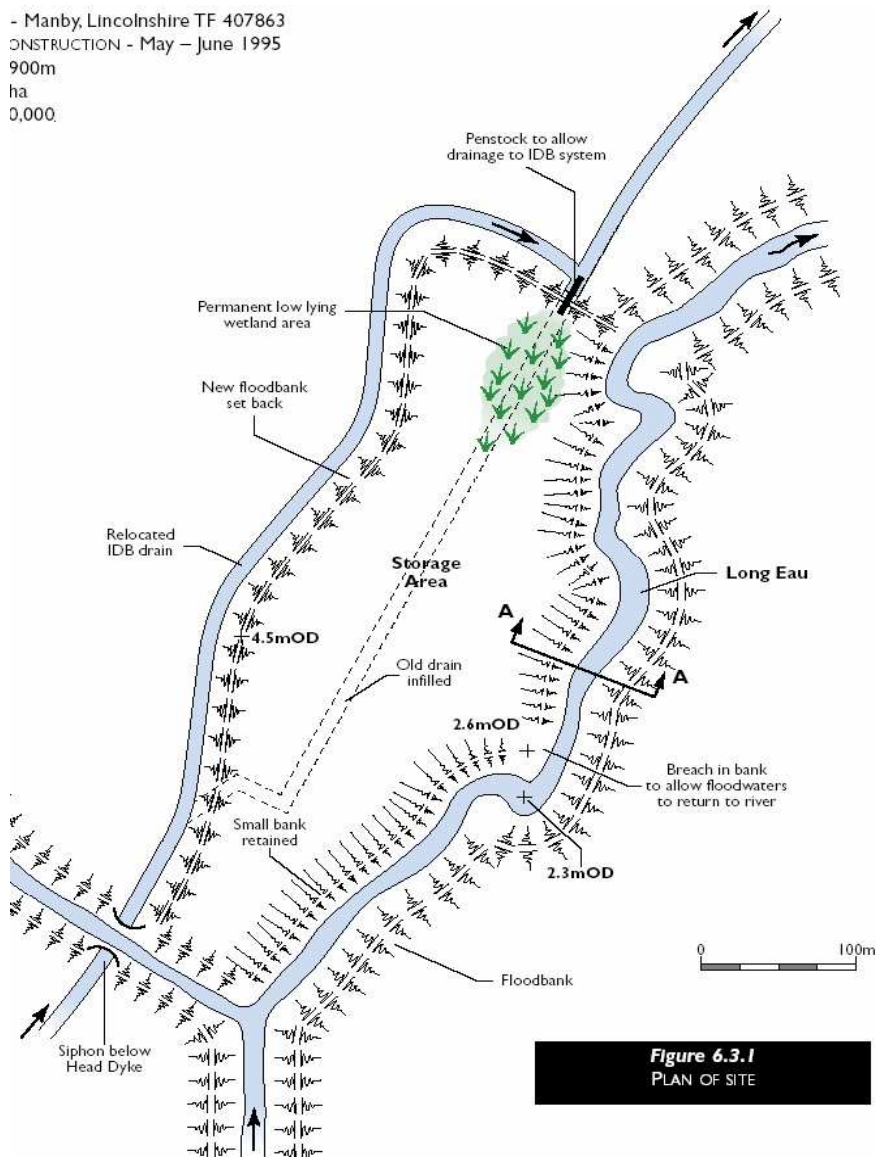 - Manby, Lincolnshire TF 407863
ONSTRUCTION - May – June 1995
900m
ha
0,000
Penstock to allow
drainage to IDB system
Permanent low lying
wetland area
New floodbank
set back
Relocated
IDB drain
Storage
Area
Long Eau
A
A
4.5mOD
Old drain
infilled
2.6mOD
Breach in bank
to allow floodwaters
to return to river
Small bank
retained
2.3mOD
0
100m
Floodbank
Siphon below
Head Dyke
Figure 6.3.1
PLAN OF SITE